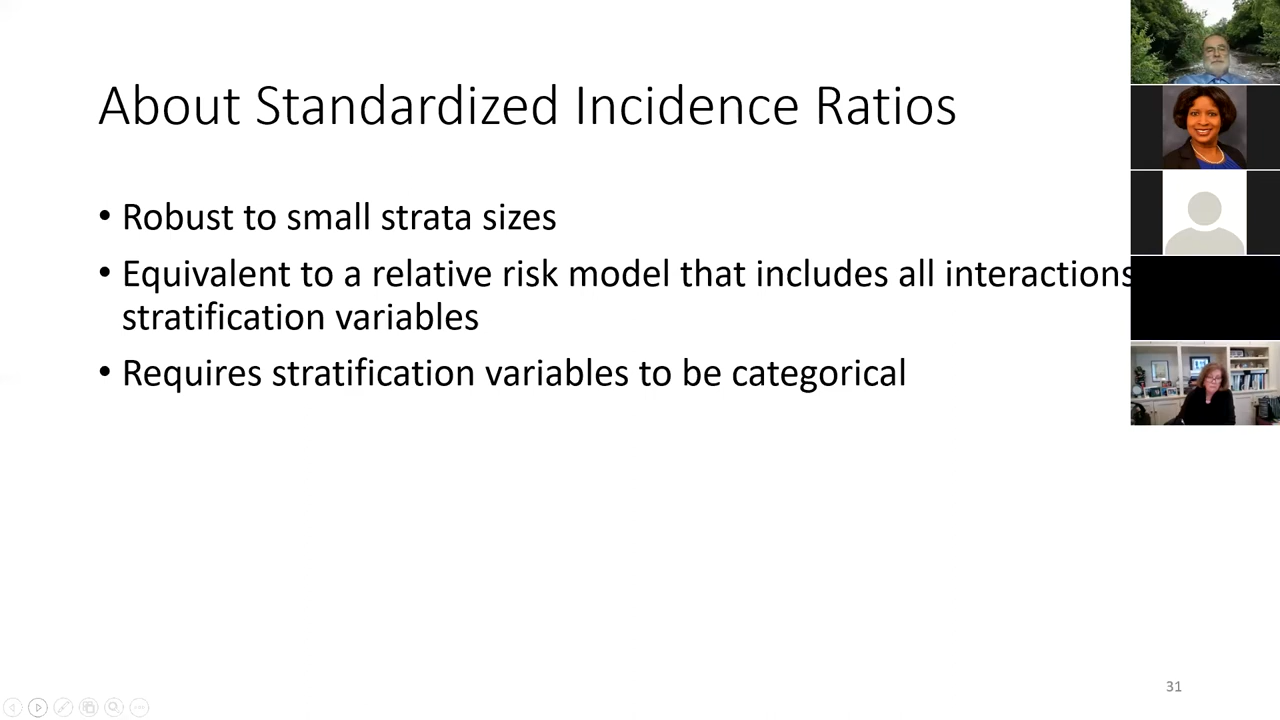 About Standardized Incidence Ratios
• Robust to small strata sizes
• Equivalent to a relative risk model that includes all interactions
stratification variables
• Requires stratification variables to be categorical
31